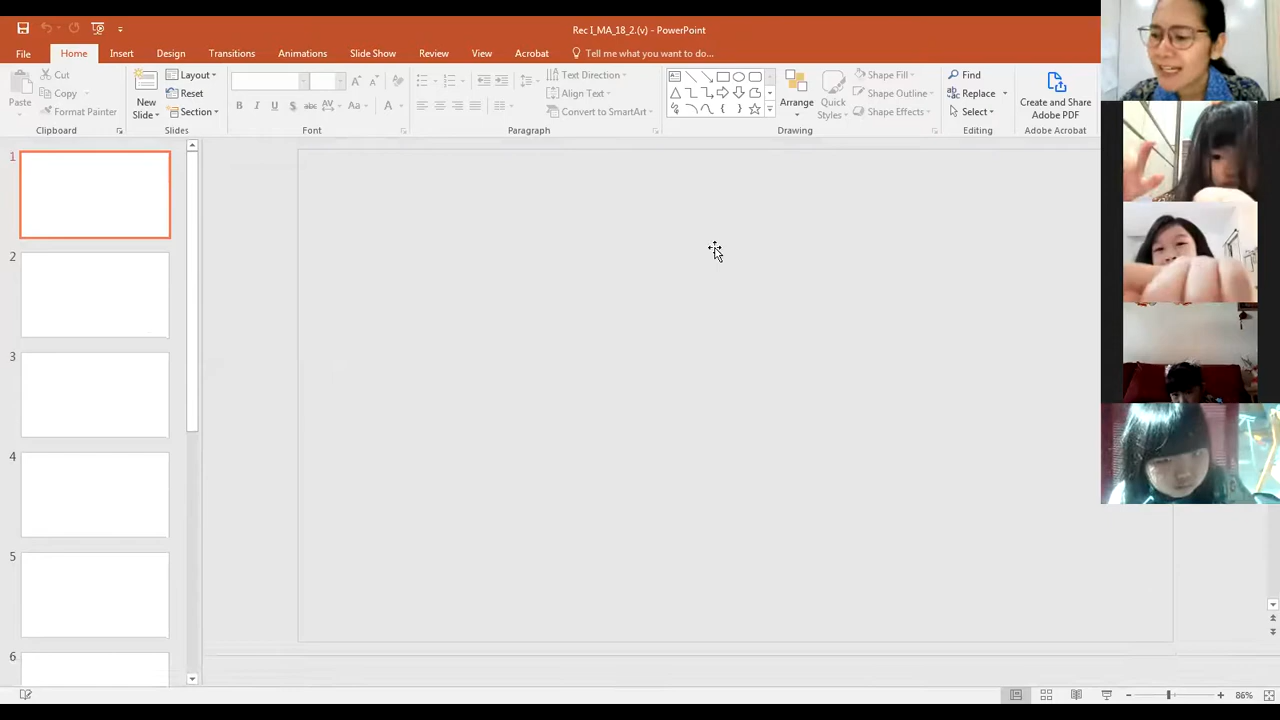 Rec I_MA_18_2.(v) - PowerPoint
File Home Insert Design Transitions Animations Slide Show Review View Acrobat Tell me what you want to do...
Paste
Cut
Copy
Format Painter
Clipboard
New
Slide
Layout
Reset
Section
Slides
B I U S abc AV Aa A A
Font
Text Direction
Align Text
Convert to SmartArt
Paragraph
Arrange
Quick
Styles
Shape Fill
Shape Outline
Shape Effects
Drawing
Find
Replace
Select
Editing
Create and Share
Adobe PDF
Adobe Acrobat
1
2
3
4
5
6
86%